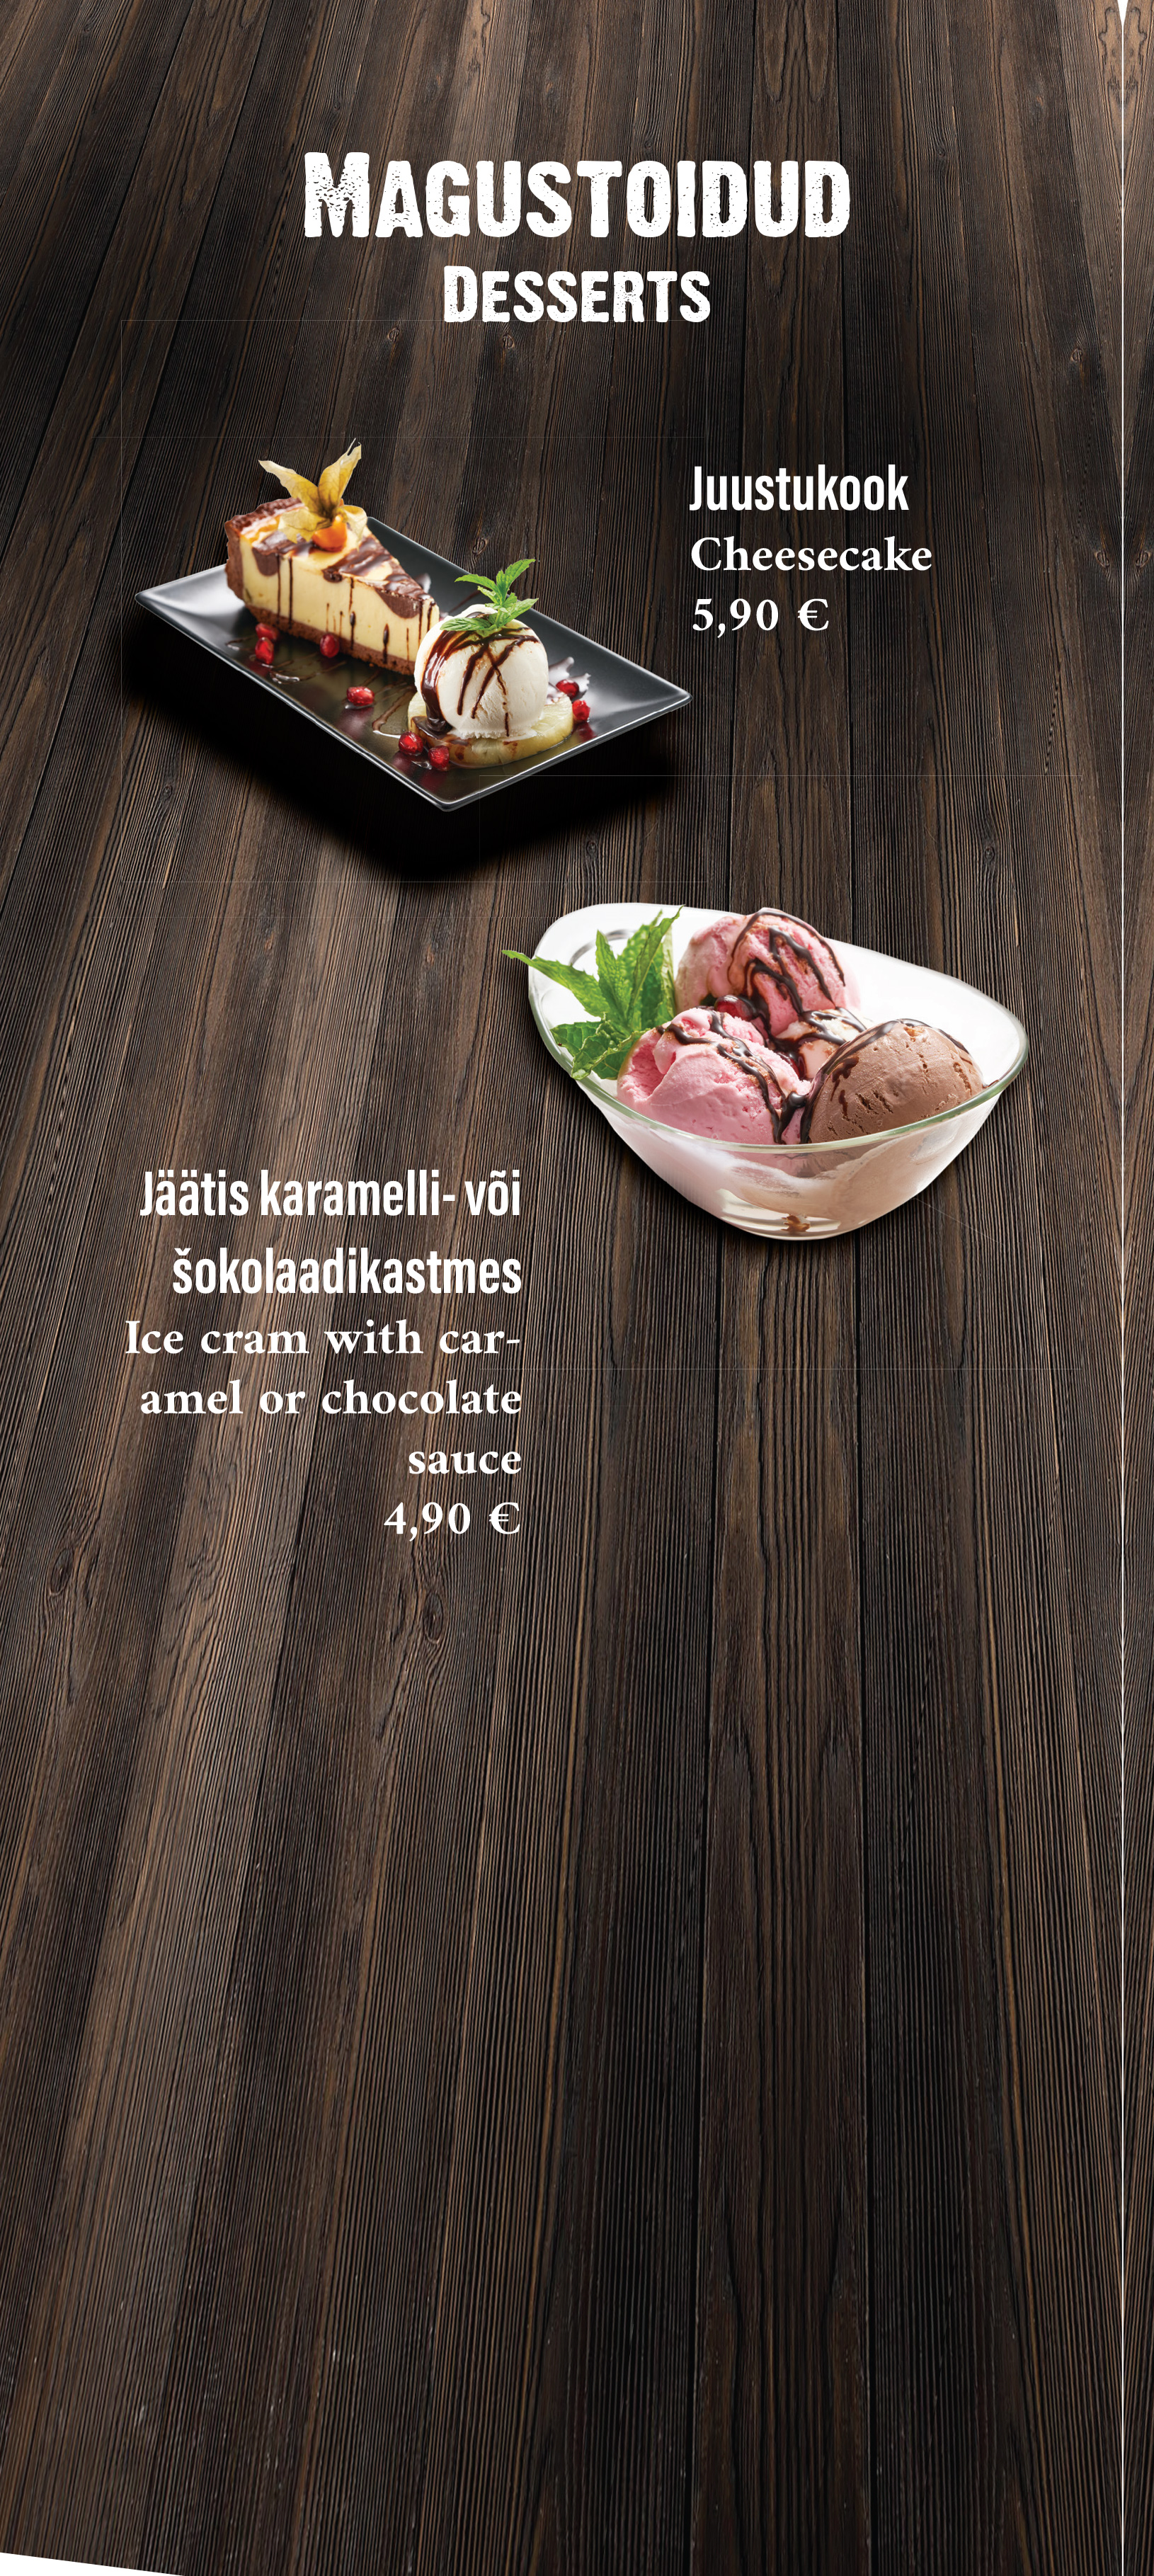 Magustoidud
Desserts
Juustukook
Cheesecake
5,90 €
Jäätis karamelli- või
šokolaadikastmes
Ice cram with car-
amel or chocolate
sauce
4,90 €